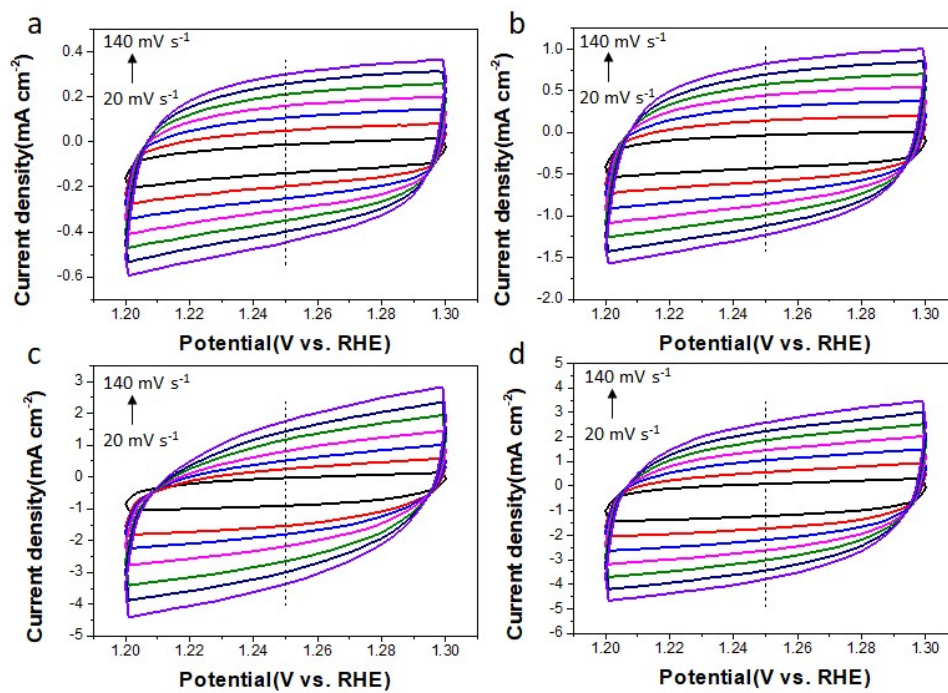 a
140 mV s⁻¹
20 mV s⁻¹
0.4
0.2
0.0
-0.2
-0.4
-0.6
Current density(mA cm⁻²)
1.20 1.22 1.24 1.26 1.28 1.30
Potential(V vs. RHE)
b
140 mV s⁻¹
20 mV s⁻¹
1.0
0.5
0.0
-0.5
-1.0
-1.5
-2.0
Current density(mA cm⁻²)
1.20 1.22 1.24 1.26 1.28 1.30
Potential(V vs. RHE)
c
140 mV s⁻¹
20 mV s⁻¹
3
2
1
0
-1
-2
-3
-4
-5
Current density(mA cm⁻²)
1.20 1.22 1.24 1.26 1.28 1.30
Potential(V vs. RHE)
d
140 mV s⁻¹
20 mV s⁻¹
5
4
3
2
1
0
-1
-2
-3
-4
-5
-6
Current density(mA cm⁻²)
1.20 1.22 1.24 1.26 1.28 1.30
Potential(V vs. RHE)